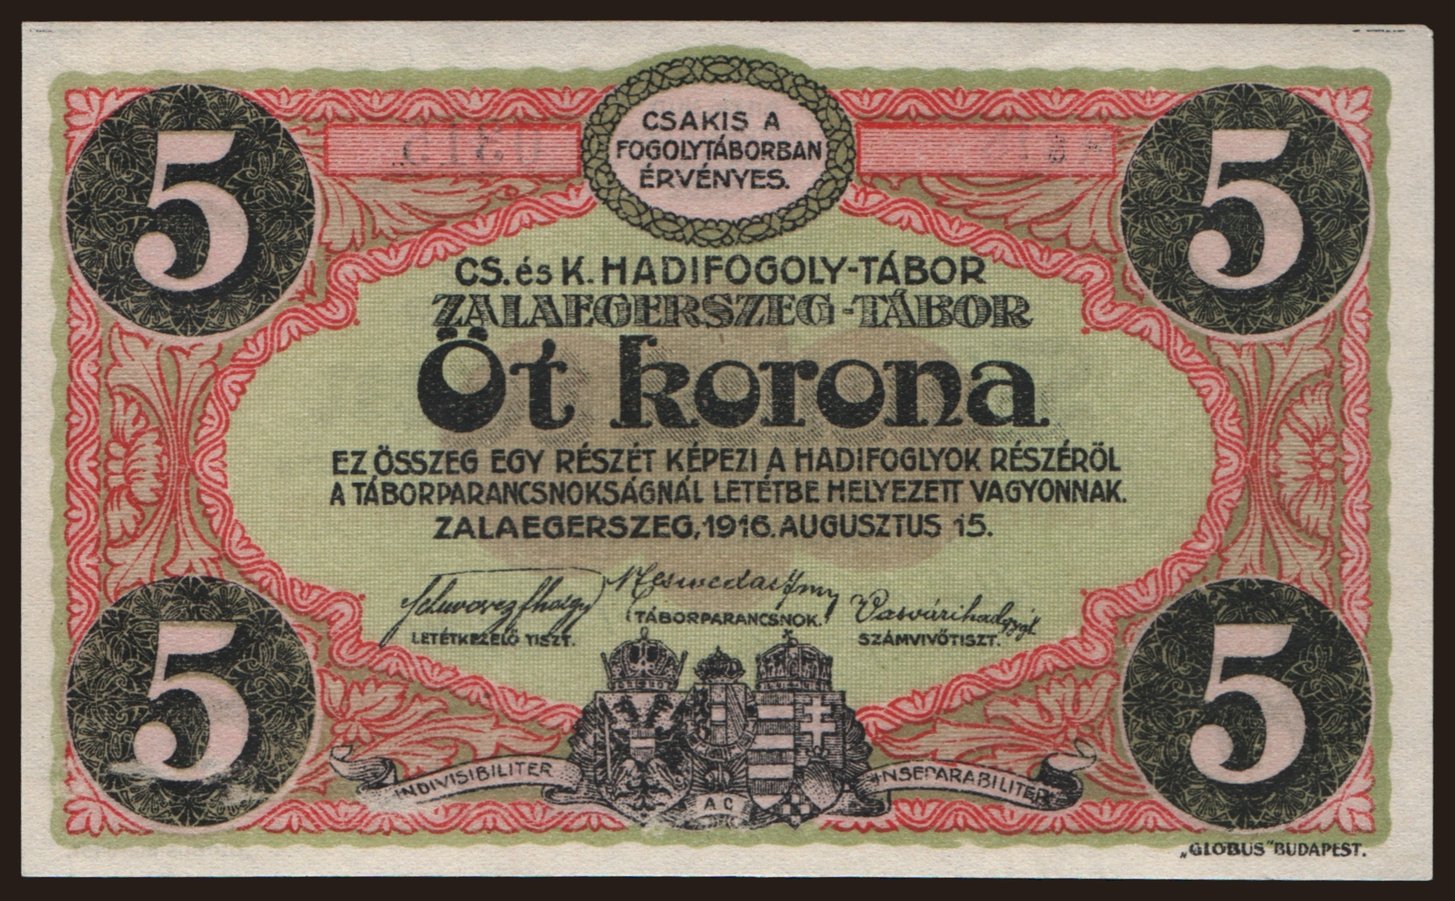 5
5
CSAKIS A
FOGOLYTÁBORBAN
ÉRVÉNYES.
CS. és K. HADIFOGOLY-TÁBOR
ZALAEGERSZEG-TÁBOR
Öt korona
EZ ÖSSZEG EGY RÉSZÉT KÉPEZI A HADIFOGLYOK RÉSZÉRŐL
A TÁBORPARANCSNOKSÁGNÁL LETÉTBE HELYEZETT VAGYONNAK.
ZALAEGERSZEG, 1916. AUGUSZTUS 15.
LETÉTKEZELŐ TISZT.
TÁBORPARANCSNOK.
SZÁMVIVŐTISZT.
5
5
INDIVISIBILITER AC INSEPARABILITER
„GLOBUS" BUDAPEST.